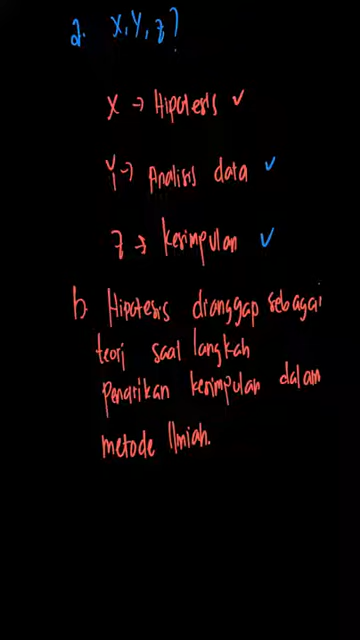 a. X, Y, z?
X → Hipotesis ✓
Y → Analisis data ✓
z → kesimpulan ✓
b Hipotesis dianggap sebagai
teori saat langkah
penarikan kesimpulan dalam
metode Ilmiah.